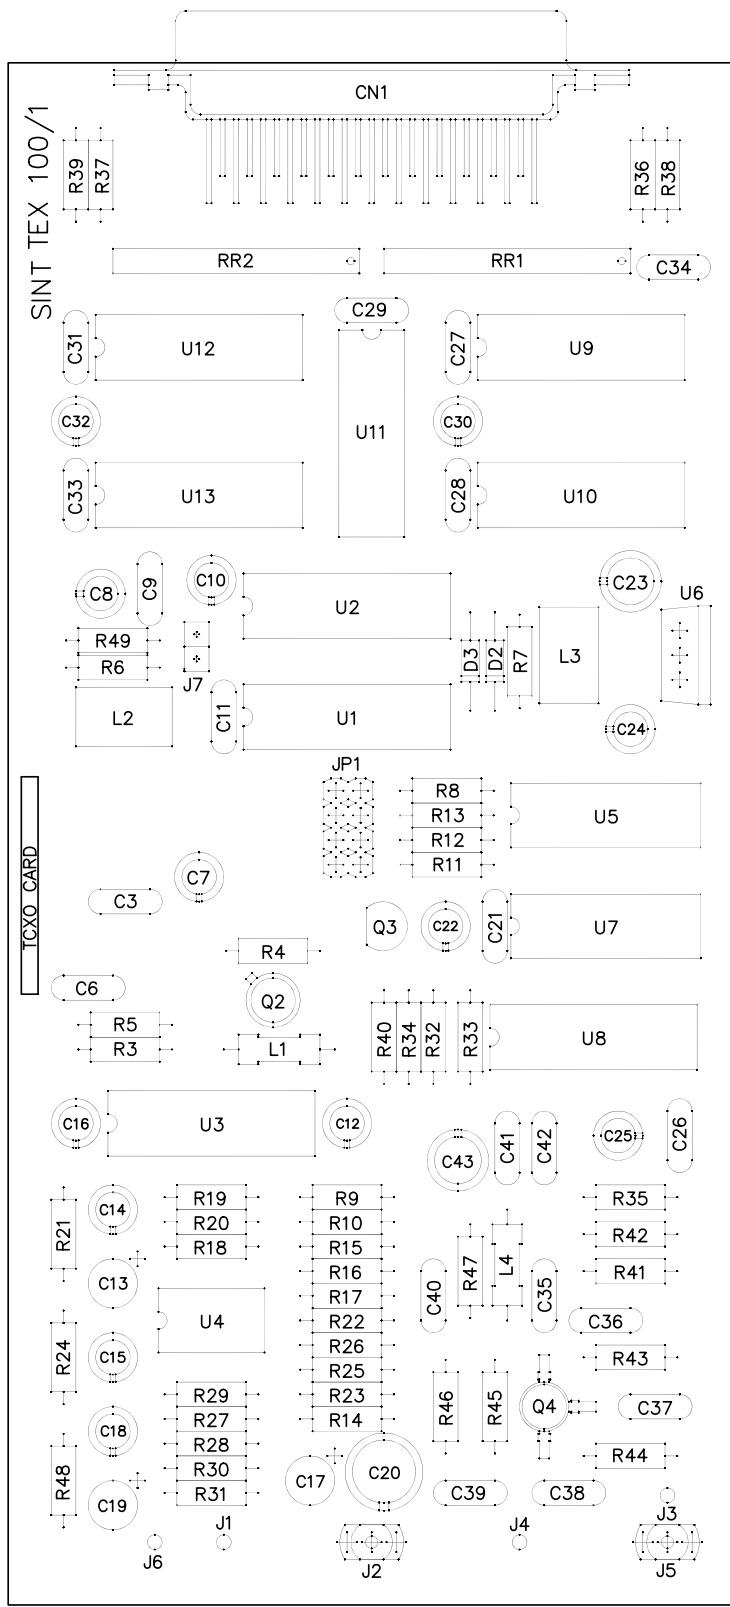 CN1
SINT TEX 100/1
R39 R37 R36 R38
RR2 RR1 C34
C29
C31 U12 C27 U9
C32 U11 C30
C33 U13 C28 U10
C8 C9 C10 U2 C23 U6
R49 D3 D2 R7 L3
R6
J7
L2 C11 U1 C24
JP1
R8
R13 U5
R12
R11
TCXO CARD
C7
C3
Q3 C22 C21 U7
R4
C6 Q2
R5 R40 R34 R32 R33 U8
R3 L1
C16 U3 C12 C43 C41 C42 C25 C26
R21 C14 R19 R9 R35
R20 R10 R42
R18 R15 R47 L4
C13 R16 C40 C35 R41
R17
U4 R22 C36
R24 C15 R26 R43
R25
R29 R23 R46 R45 Q4 C37
R27 R14
C18 R28 R44
R48 R30 C17 C20
C19 R31 C39 C38
J3
J1 J4
J6 J2 J5